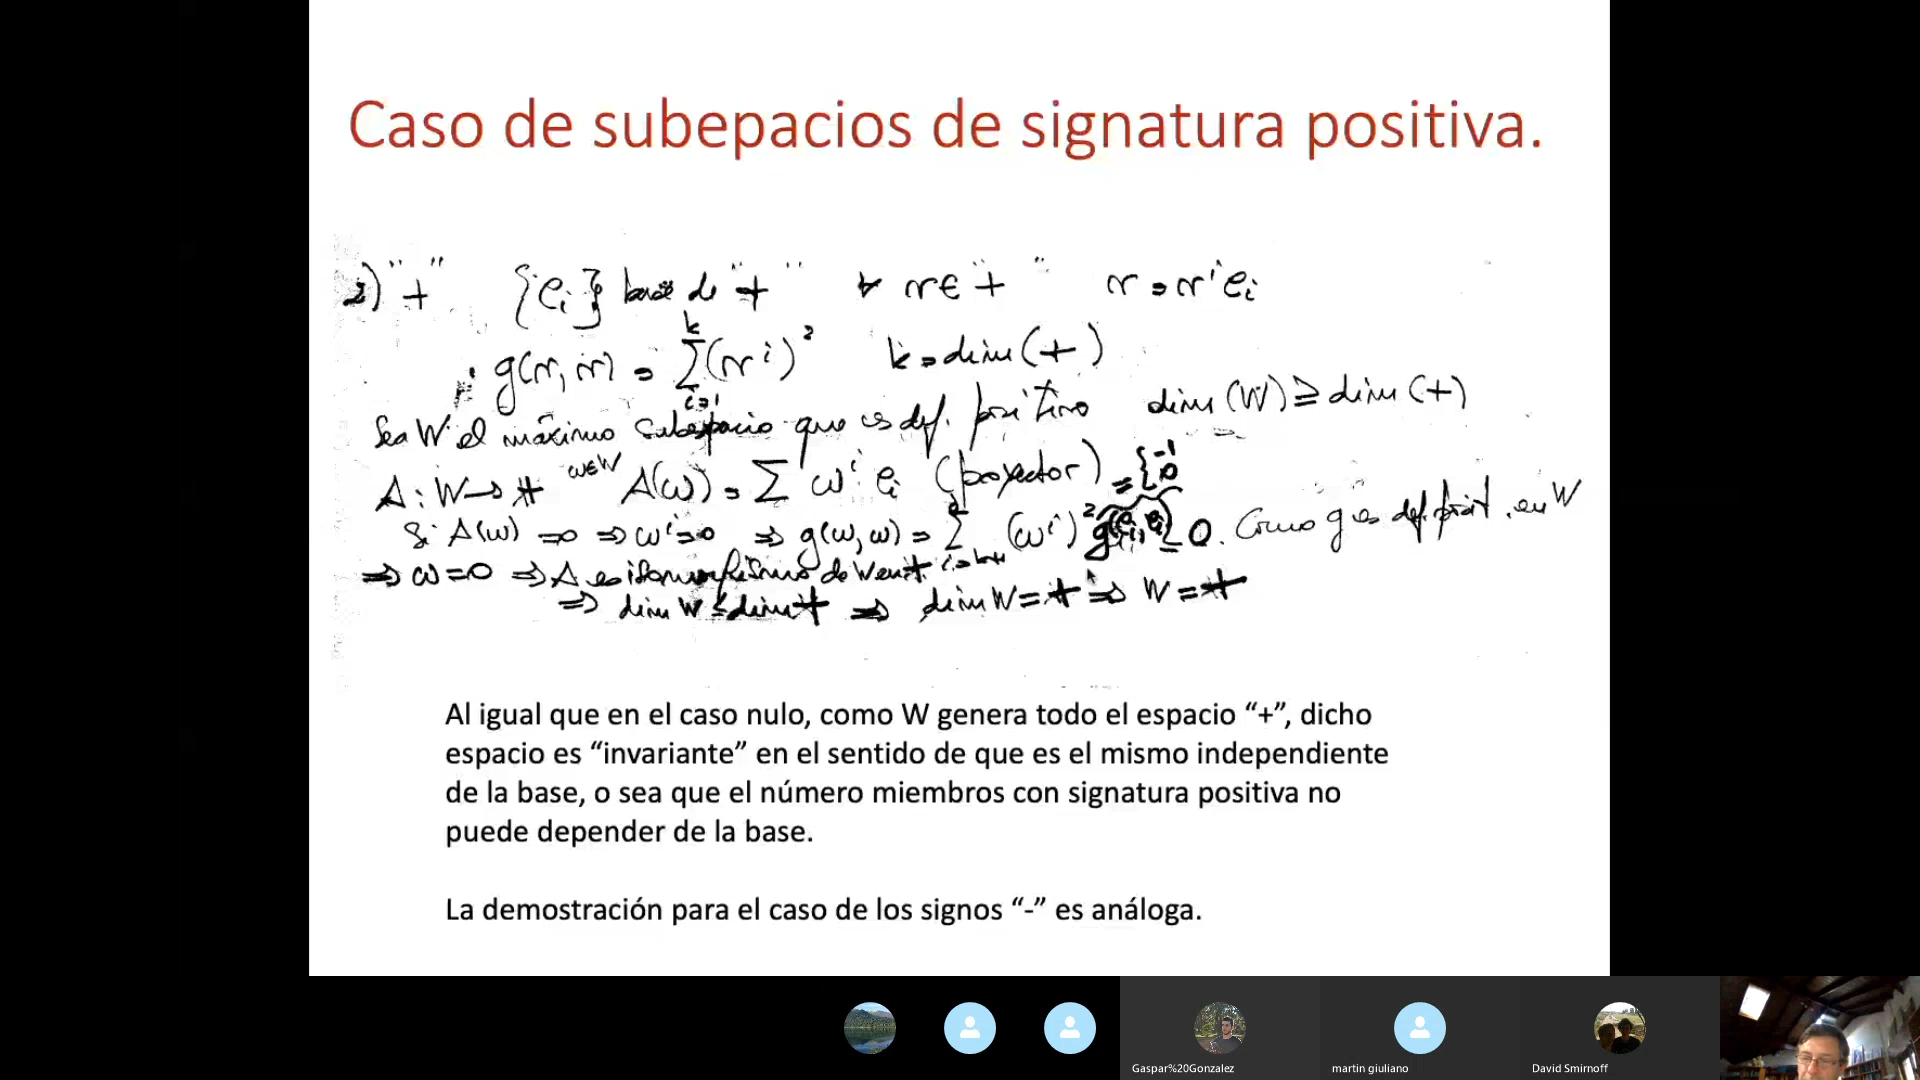 Caso de subepacios de signatura positiva.
2) "+" {eᵢ} base de "+" ∀ v ∈ "+" v = vⁱeᵢ
g(v, v) = Σᵢ₌₁ᵏ (vⁱ)² k = dim(+)
Sea W el máximo subespacio que es def. positivo dim(W) ≥ dim(+)
A: W → + w∈W A(w) = Σ wⁱ eᵢ (proyector) = {-1 0
Si A(w) = 0 ⇒ wⁱ = 0 ⇒ g(w, w) = Σ (wⁱ)² g(eᵢ, eᵢ) ≤ 0. Como g es def. posit. en W
⇒ w = 0 ⇒ A es isomorfismo de W en +
⇒ dim W ≤ dim + ⇒ dim W = + ⇒ W = +
Al igual que en el caso nulo, como W genera todo el espacio “+”, dicho
espacio es “invariante” en el sentido de que es el mismo independiente
de la base, o sea que el número miembros con signatura positiva no
puede depender de la base.
La demostración para el caso de los signos “-” es análoga.
Gaspar%20Gonzalez
martin giuliano
David Smirnoff